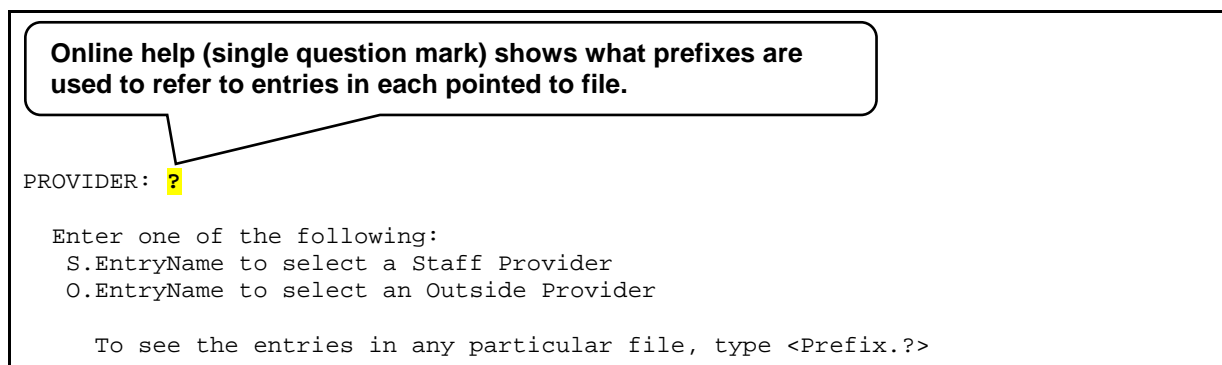 Online help (single question mark) shows what prefixes are
used to refer to entries in each pointed to file.
PROVIDER: ?
Enter one of the following:
S.EntryName to select a Staff Provider
O.EntryName to select an Outside Provider
To see the entries in any particular file, type <Prefix.?>